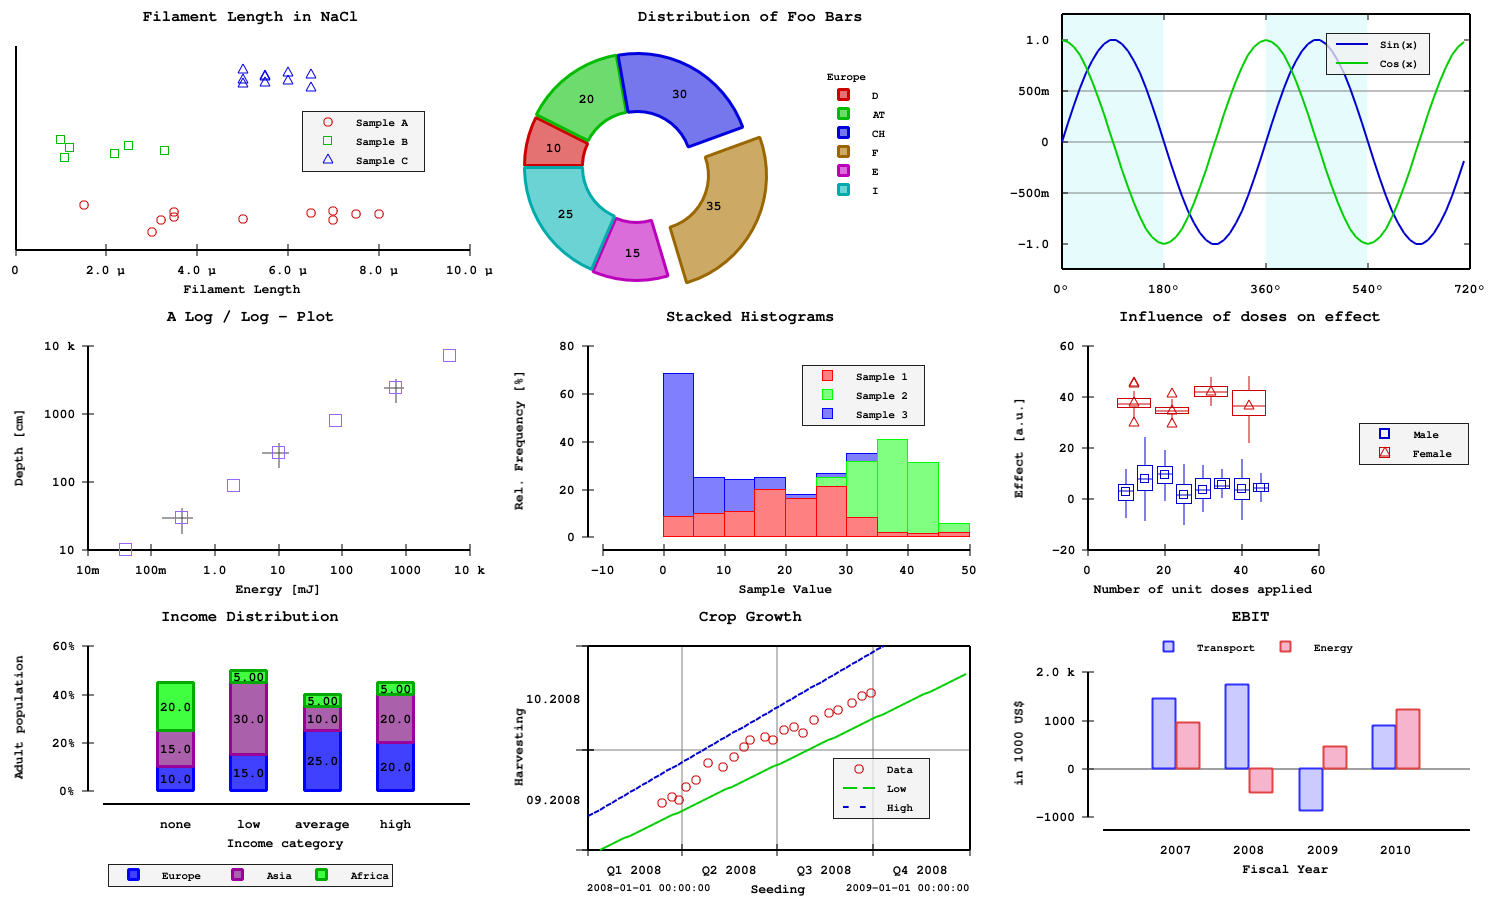 Filament Length in NaCl
Sample A
Sample B
Sample C
0 2.0 µ 4.0 µ 6.0 µ 8.0 µ 10.0 µ
Filament Length
Distribution of Foo Bars
20
30
10
35
25
15
Europe
D
AT
CH
F
E
I
1.0
500m
0
−500m
−1.0
Sin(x)
Cos(x)
0° 180° 360° 540° 720°
A Log / Log − Plot
Depth [cm]
10 k
1000
100
10
10m 100m 1.0 10 100 1000 10 k
Energy [mJ]
Stacked Histograms
Rel. Frequency [%]
80
60
40
20
0
Sample 1
Sample 2
Sample 3
−10 0 10 20 30 40 50
Sample Value
Influence of doses on effect
Effect [a.u.]
60
40
20
0
−20
Male
Female
0 20 40 60
Number of unit doses applied
Income Distribution
Adult population
60%
40%
20%
0%
20.0
15.0
10.0
5.00
30.0
15.0
5.00
10.0
25.0
5.00
20.0
20.0
none low average high
Income category
Europe Asia Africa
Crop Growth
Harvesting
10.2008
09.2008
Data
Low
High
Q1 2008 Q2 2008 Q3 2008 Q4 2008
2008−01−01 00:00:00 2009−01−01 00:00:00
Seeding
EBIT
Transport Energy
in 1000 US$
2.0 k
1000
0
−1000
2007 2008 2009 2010
Fiscal Year